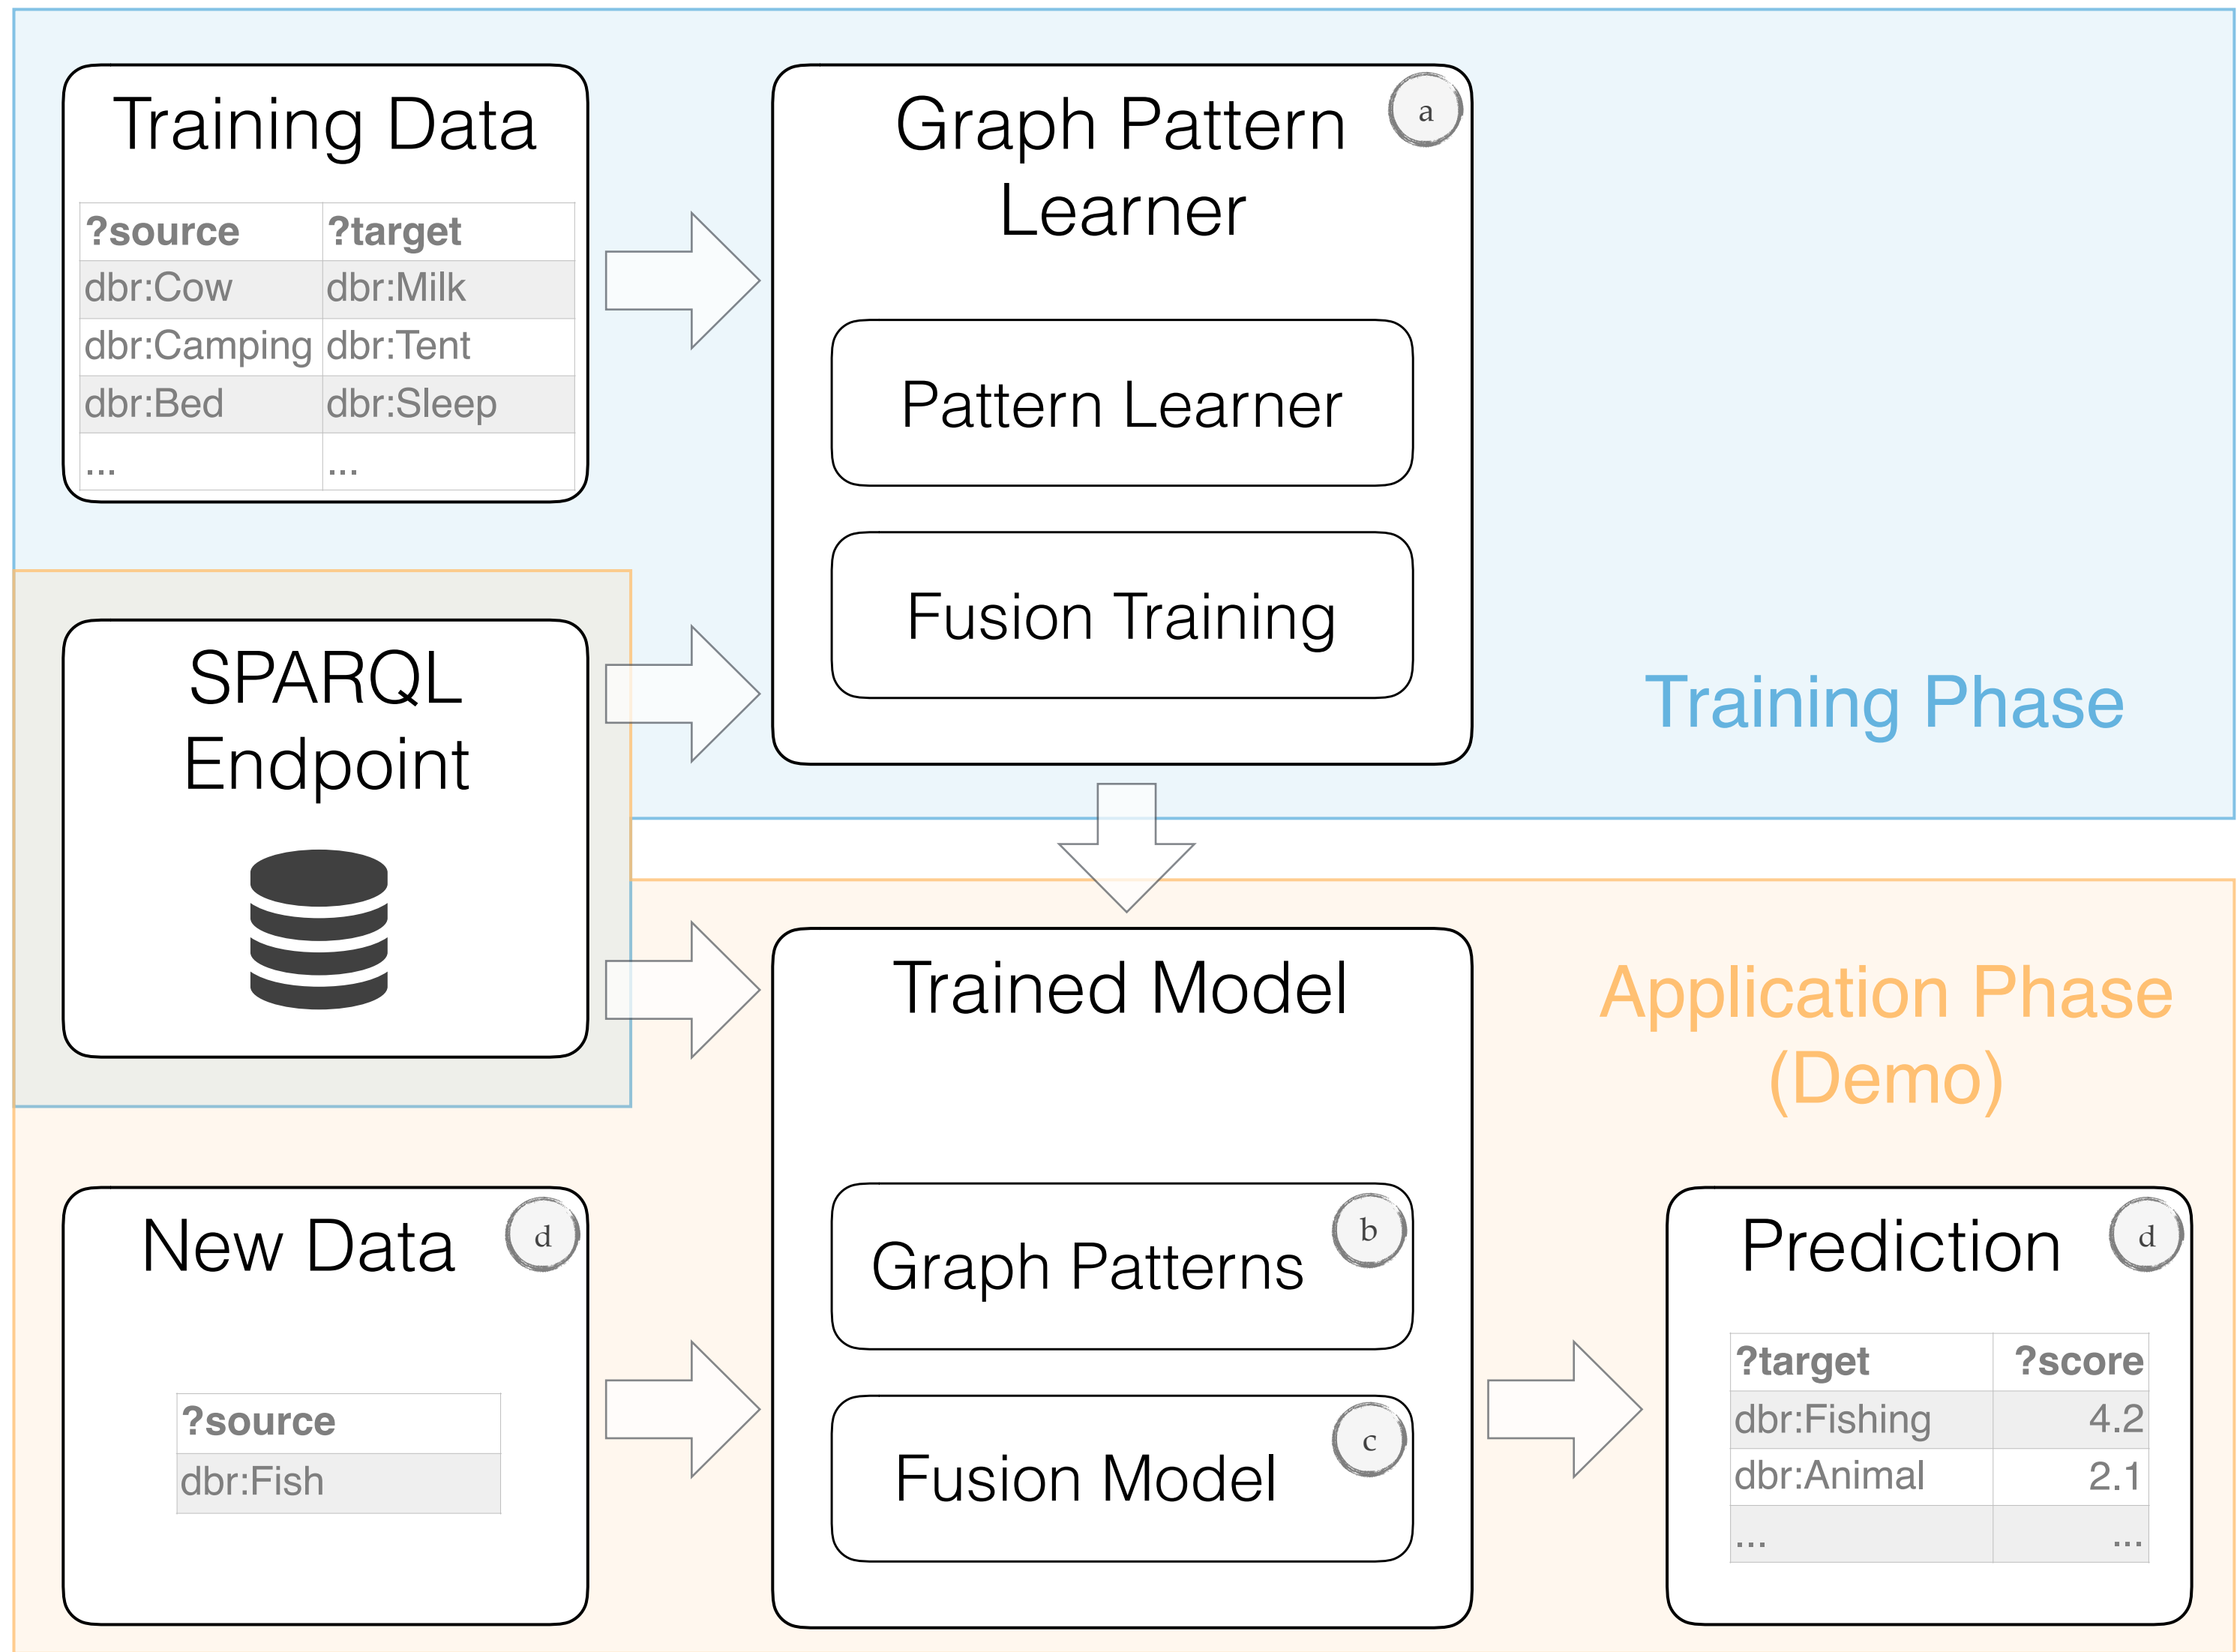 Training Data
?source ?target
dbr:Cow dbr:Milk
dbr:Camping dbr:Tent
dbr:Bed dbr:Sleep
... ...
Graph Pattern
Learner
a
Pattern Learner
Fusion Training
Training Phase
SPARQL
Endpoint
Trained Model
Graph Patterns
b
Fusion Model
c
Application Phase
(Demo)
New Data
d
?source
dbr:Fish
Prediction
d
?target ?score
dbr:Fishing 4.2
dbr:Animal 2.1
... ...